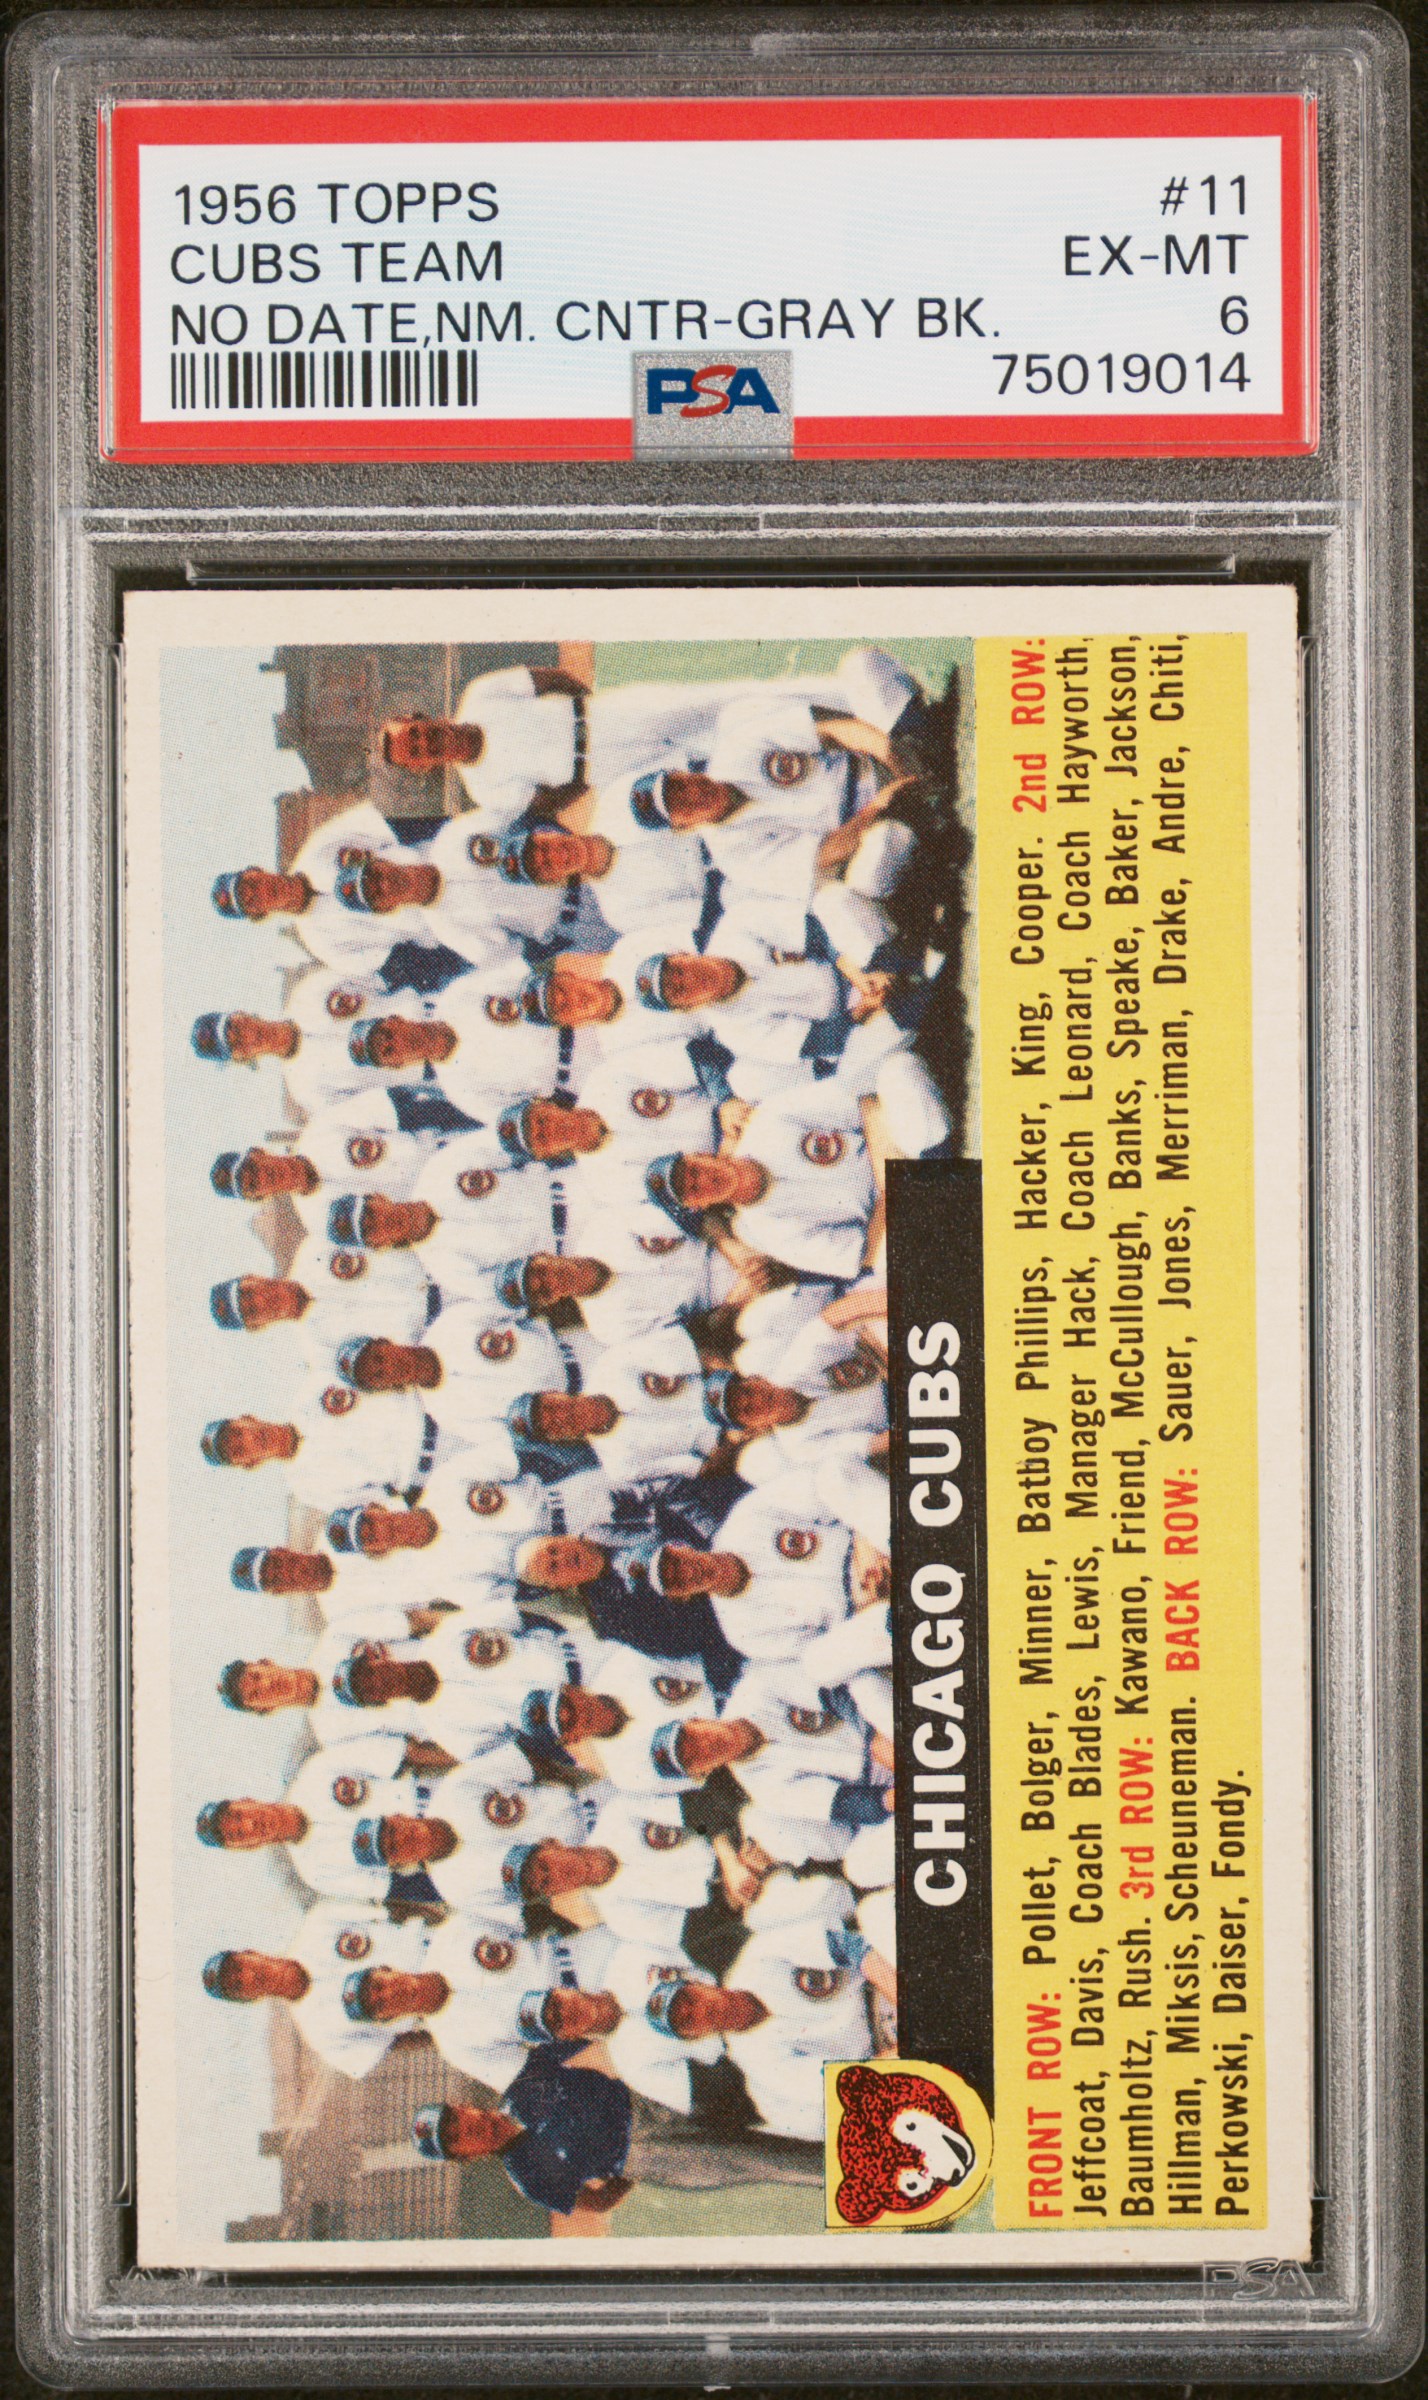 1956 TOPPS #11
CUBS TEAM EX-MT
NO DATE,NM. CNTR-GRAY BK. 6
PSA 75019014
CHICAGO CUBS
FRONT ROW: Pollet, Bolger, Minner, Batboy Phillips, Hacker, King, Cooper. 2nd ROW:
Jeffcoat, Davis, Coach Blades, Lewis, Manager Hack, Coach Leonard, Coach Hayworth,
Baumholtz, Rush. 3rd ROW: Kawano, Friend, McCullough, Banks, Speake, Baker, Jackson,
Hillman, Miksis, Scheuneman. BACK ROW: Sauer, Jones, Merriman, Drake, Andre, Chiti,
Perkowski, Daiser, Fondy.
PSA